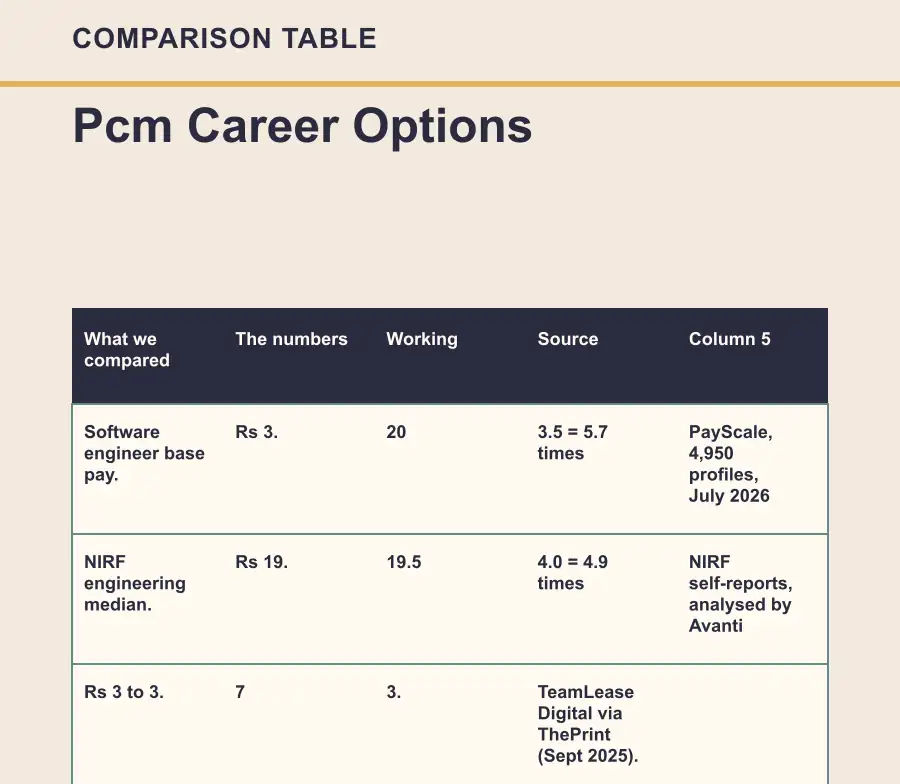 COMPARISON TABLE
Pcm Career Options
What we
compared
The numbers
Working
Source
Column 5
Software
engineer base
pay.
Rs 3.
20
3.5 = 5.7
times
PayScale,
4,950
profiles,
July 2026
NIRF
engineering
median.
Rs 19.
19.5
4.0 = 4.9
times
NIRF
self-reports,
analysed by
Avanti
Rs 3 to 3.
7
3.
TeamLease
Digital via
ThePrint
(Sept 2025).